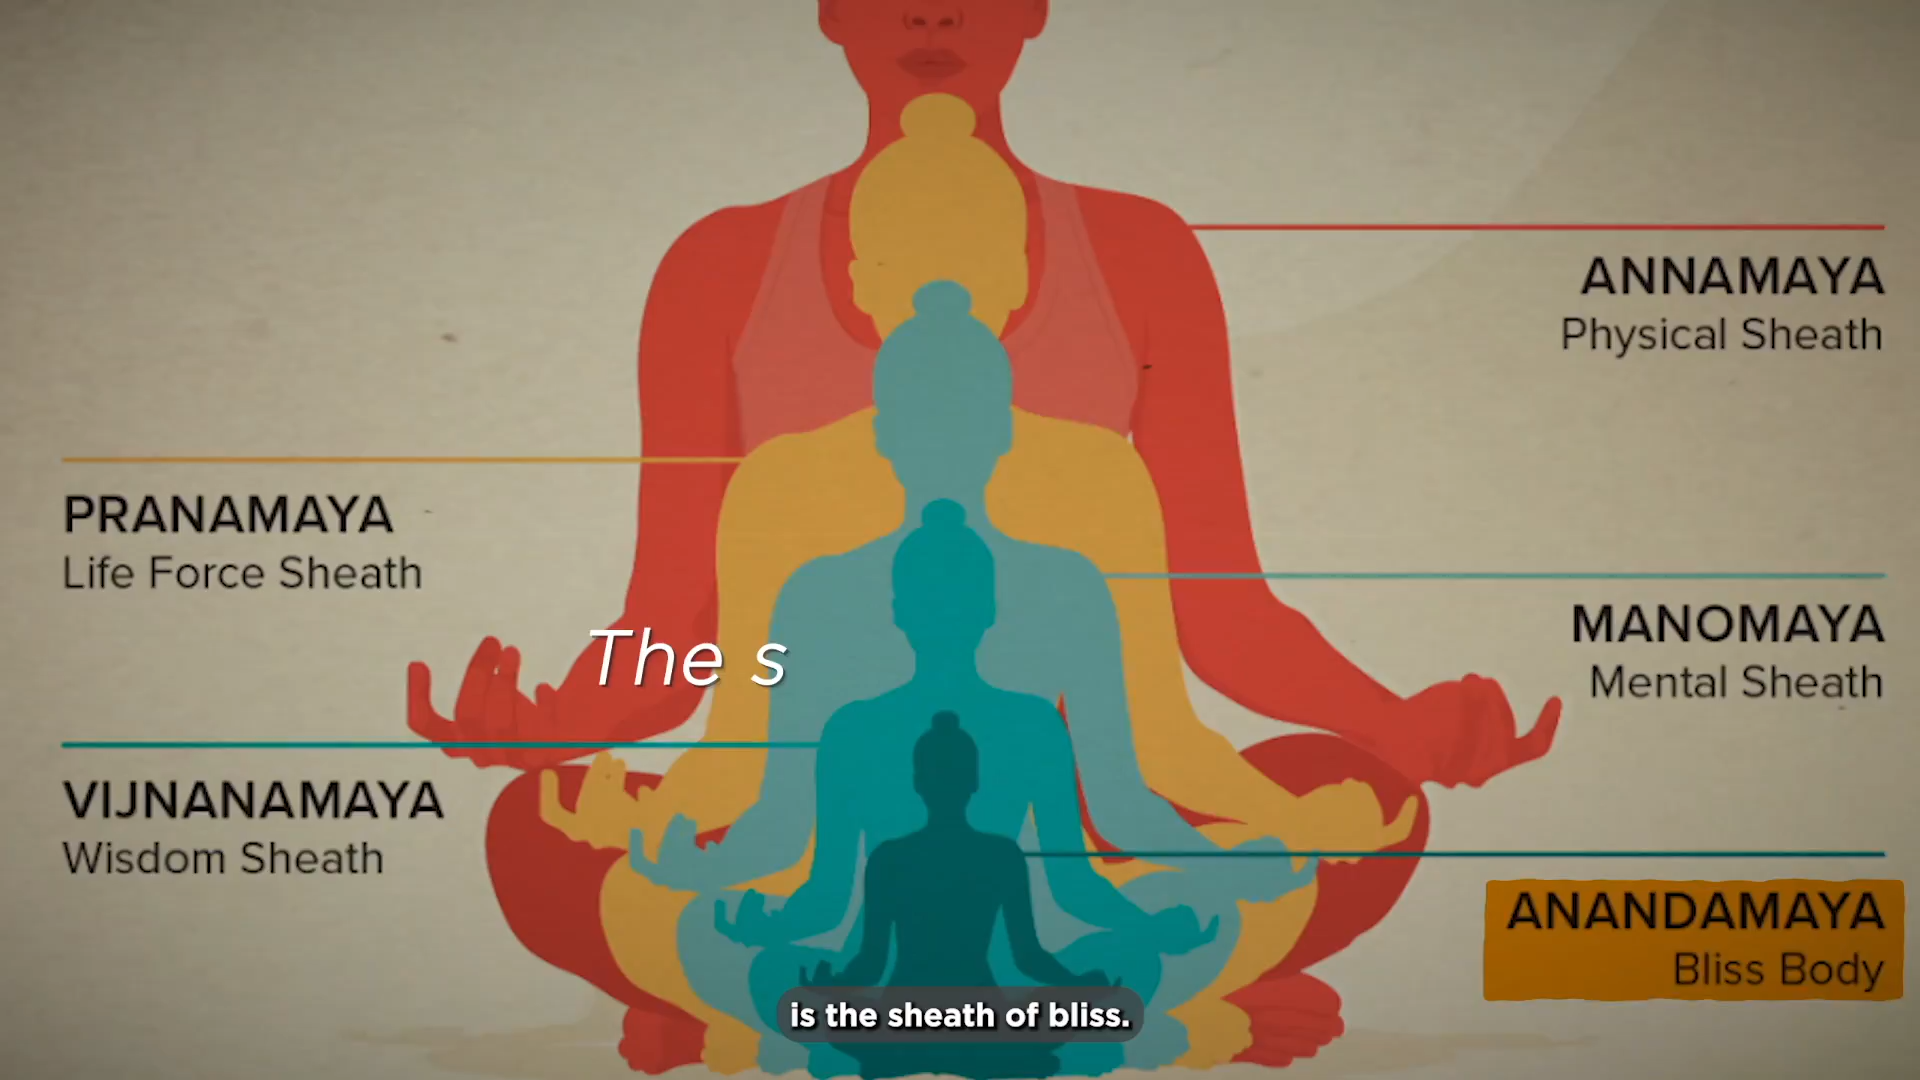 ANNAMAYA
Physical Sheath
PRANAMAYA
Life Force Sheath
MANOMAYA
Mental Sheath
The s
VIJNANAMAYA
Wisdom Sheath
ANANDAMAYA
Bliss Body
is the sheath of bliss.